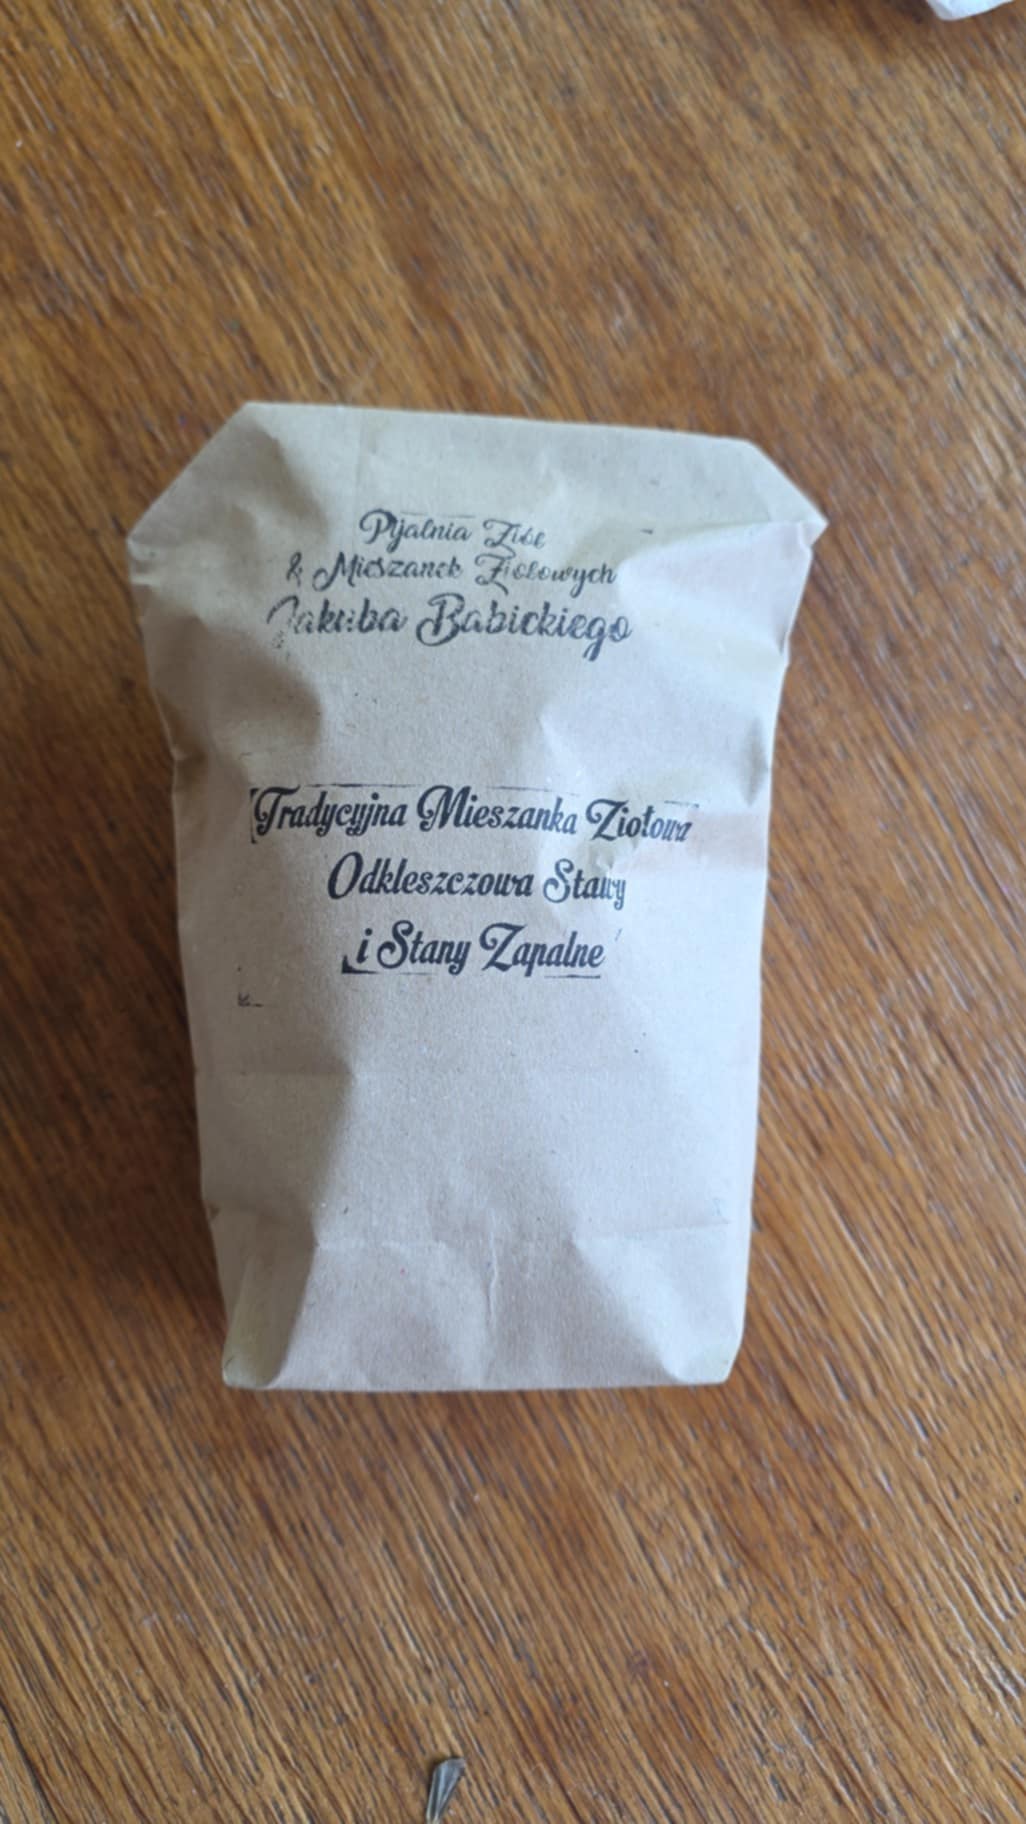 Pijalnia Ziół
& Mieszanek Ziołowych
Jakuba Babickiego
Tradycyjna Mieszanka Ziołowa
Odkleszczowa Stawy
i Stany Zapalne